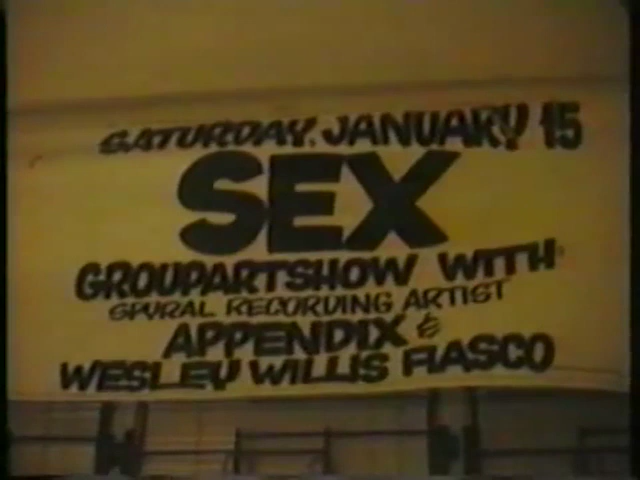 SATURDAY, JANUARY 15
SEX
GROUPARTSHOW WITH
SPIRAL RECORDING ARTIST
APPENDIX &
WESLEY WILLIS FIASCO